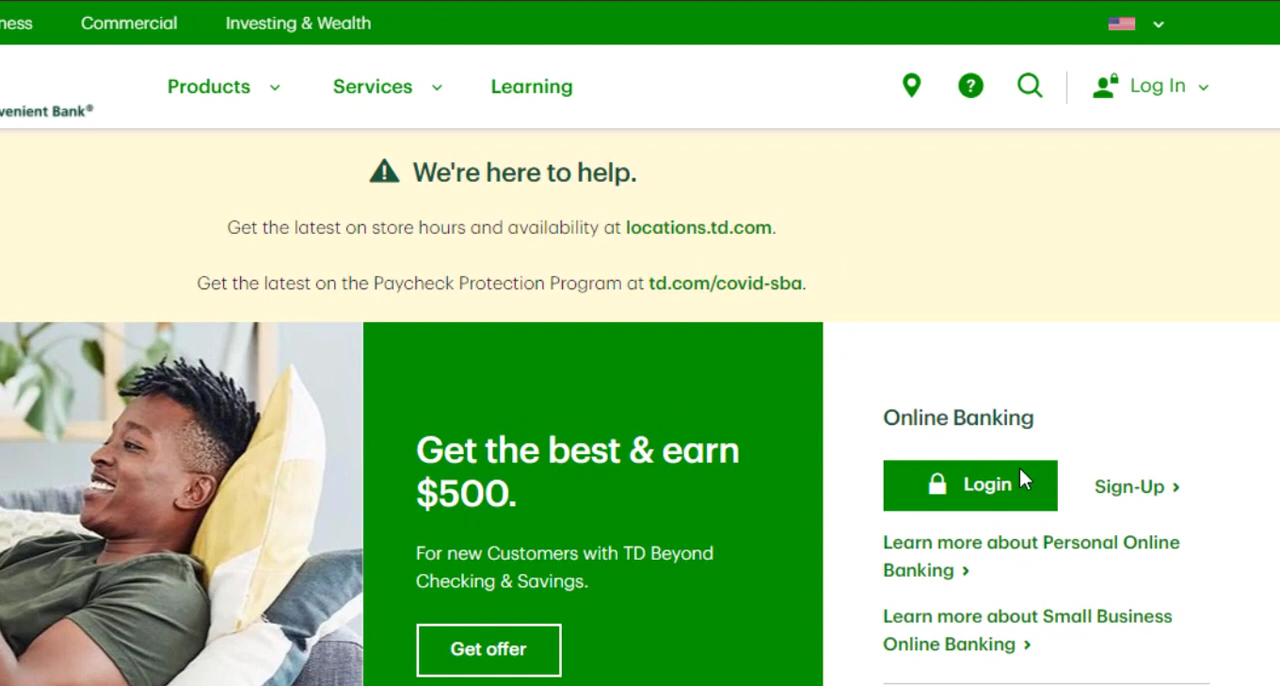 Commercial Investing & Wealth
Products Services Learning Log In
Bank®
We're here to help.
Get the latest on store hours and availability at locations.td.com.
Get the latest on the Paycheck Protection Program at td.com/covid-sba.
Get the best & earn
$500.
For new Customers with TD Beyond
Checking & Savings.
Get offer
Online Banking
Login Sign-Up
Learn more about Personal Online
Banking
Learn more about Small Business
Online Banking